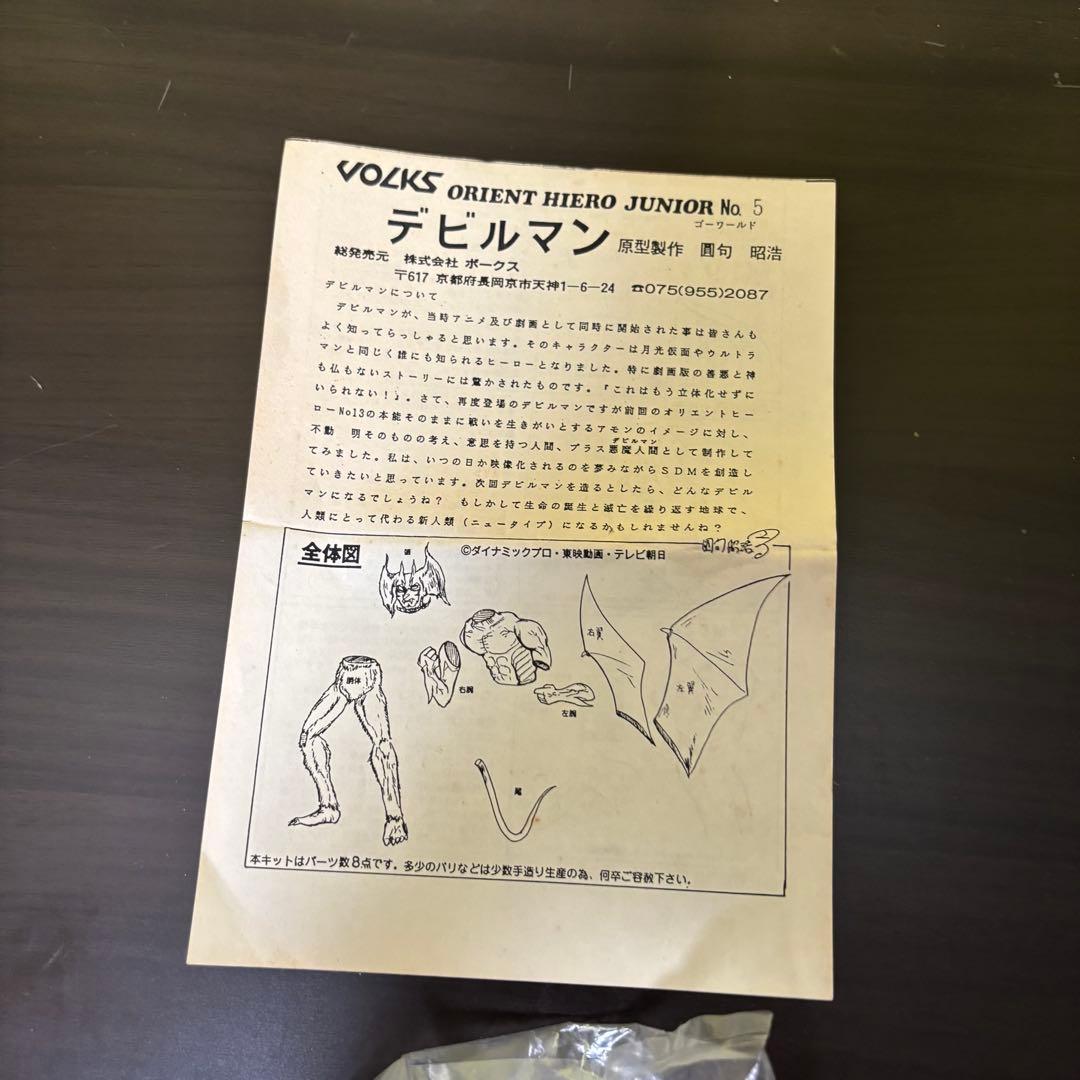 VOLKS ORIENT HIERO JUNIOR No. 5
デビルマン 原型製作 圓句 昭浩
ゴーワールド
総発売元 株式会社 ボークス
〒617 京都府長岡京市天神1-6-24 ☎075(955)2087
デビルマンについて
デビルマンが、当時アニメ及び劇画として同時に開始された事は皆さんも
よく知ってらっしゃると思います。そのキャラクターは月光仮面やウルトラ
マンと同じく誰にも知られるヒーローとなりました。特に劇画版の善悪と神
も仏もないストーリーには驚かされたものです。『これはもう立体化せずに
いられない！』。さて、再度登場のデビルマンですが前回のオリエントヒー
ローNo13の本能そのままに戦いを生きがいとするアモンのイメージに対し、
不動 明そのものの考え、意思を持つ人間、プラス悪魔人間として制作して
デビルマン
てみました。私は、いつの日か映像化されるのを夢みながらSDMを創造し
ていきたいと思っています。次回デビルマンを造るとしたら、どんなデビル
マンになるでしょうね？ もしかして生命の誕生と滅亡を繰り返す地球で、
人類にとって代わる新人類（ニュータイプ）になるかもしれませんね？
圓句昭浩
全体図
頭
©ダイナミックプロ・東映動画・テレビ朝日
右翼
左翼
胴体
右腕
左腕
尾
本キットはパーツ数8点です。多少のバリなどは少数手造り生産の為、何卒ご容赦下さい。